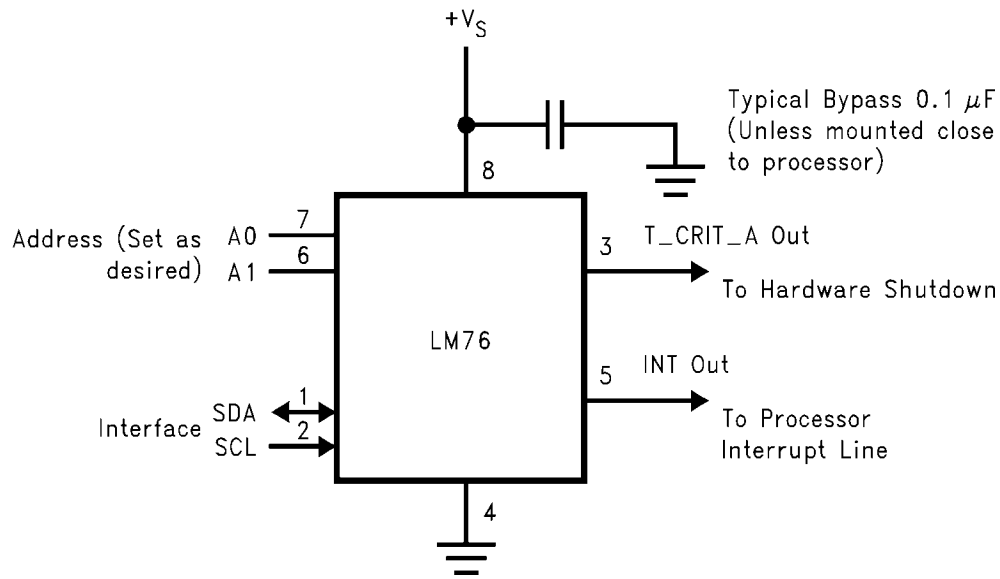 +VS
Typical Bypass 0.1 μF
(Unless mounted close
to processor)
8
Address (Set as
desired)
A0
7
A1
6
LM76
3
T_CRIT_A Out
To Hardware Shutdown
5
INT Out
To Processor
Interrupt Line
Interface
SDA
1
SCL
2
4